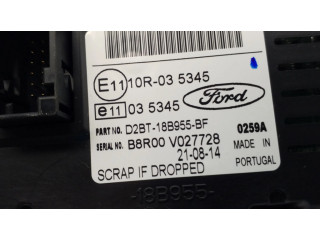 E11 10R-03 5345
e11 03 5345
Ford
PART NO. D2BT-18B955-BF 0259A
SERIAL NO. B8R00 V027728
21-08-14 MADE IN PORTUGAL
SCRAP IF DROPPED
-18B955-